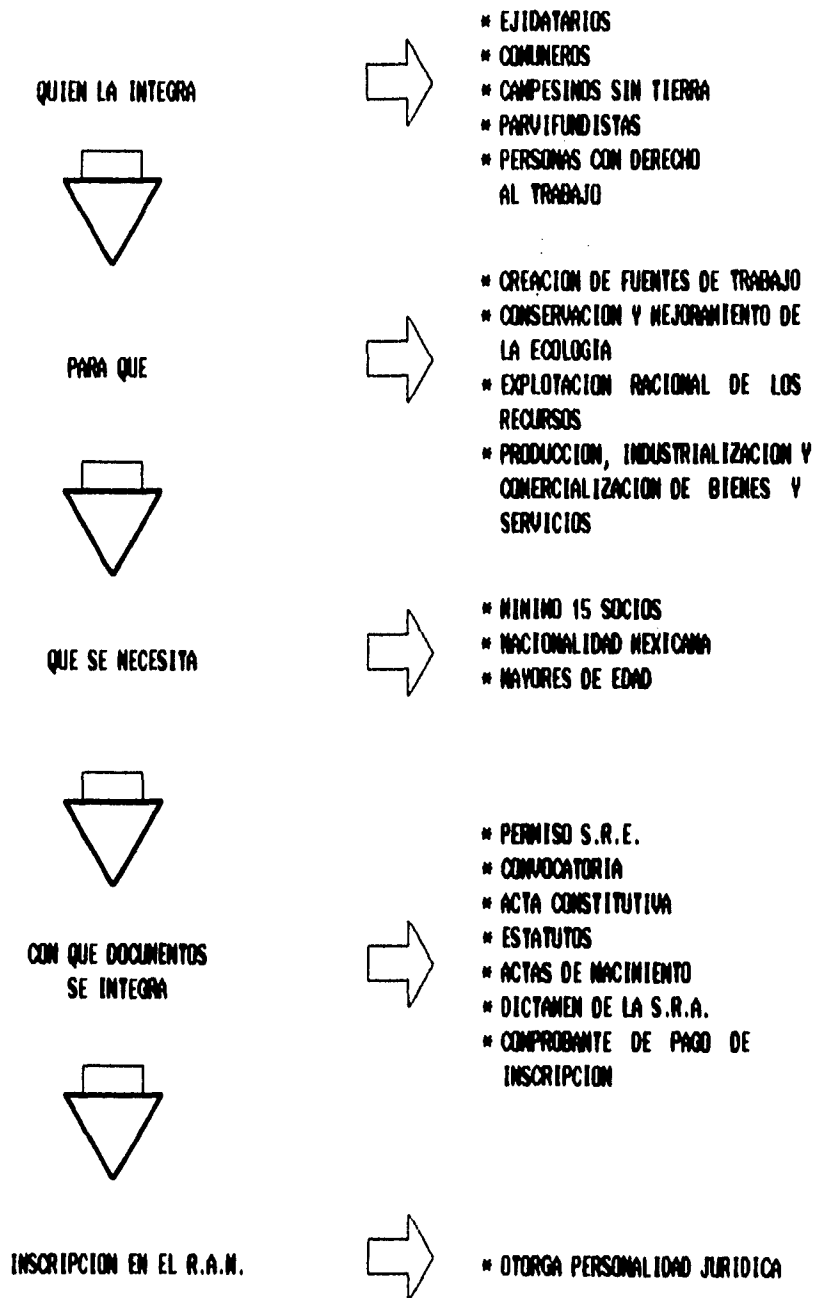 QUIEN LA INTEGRA
* EJIDATARIOS
* COMUNEROS
* CAMPESINOS SIN TIERRA
* PARVIFUNDISTAS
* PERSONAS CON DERECHO
AL TRABAJO
PARA QUE
* CREACION DE FUENTES DE TRABAJO
* CONSERVACION Y MEJORAMIENTO DE
LA ECOLOGIA
* EXPLOTACION RACIONAL DE LOS
RECURSOS
* PRODUCCION, INDUSTRIALIZACION Y
COMERCIALIZACION DE BIENES Y
SERVICIOS
QUE SE NECESITA
* MINIMO 15 SOCIOS
* NACIONALIDAD MEXICANA
* MAYORES DE EDAD
CON QUE DOCUMENTOS
SE INTEGRA
* PERMISO S.R.E.
* CONVOCATORIA
* ACTA CONSTITUTIVA
* ESTATUTOS
* ACTAS DE NACIMIENTO
* DICTAMEN DE LA S.R.A.
* COMPROBANTE DE PAGO DE
INSCRIPCION
INSCRIPCION EN EL R.A.N.
* OTORGA PERSONALIDAD JURIDICA